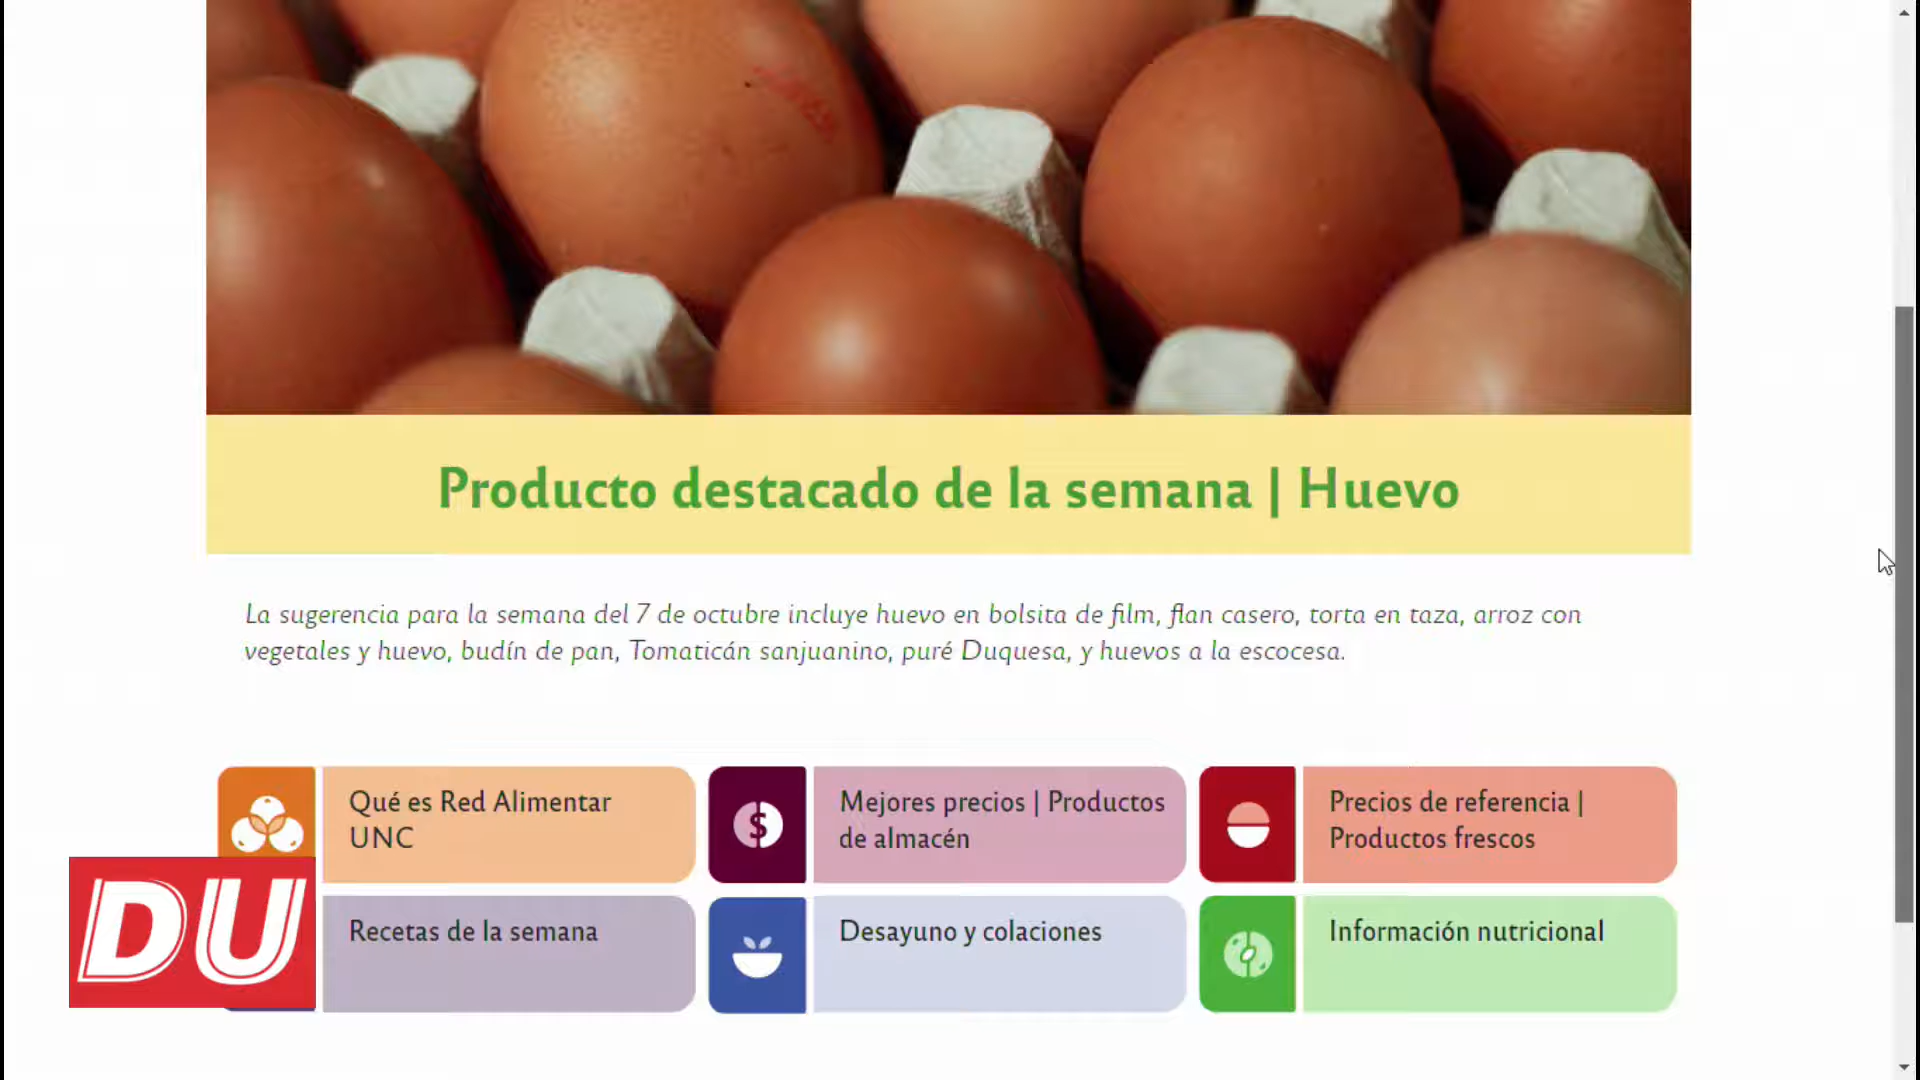 Producto destacado de la semana | Huevo
La sugerencia para la semana del 7 de octubre incluye huevo en bolsita de film, flan casero, torta en taza, arroz con
vegetales y huevo, budín de pan, Tomaticán sanjuanino, puré Duquesa, y huevos a la escocesa.
Qué es Red Alimentar
UNC
$
Mejores precios | Productos
de almacén
Precios de referencia |
Productos frescos
DU
Recetas de la semana
Desayuno y colaciones
Información nutricional